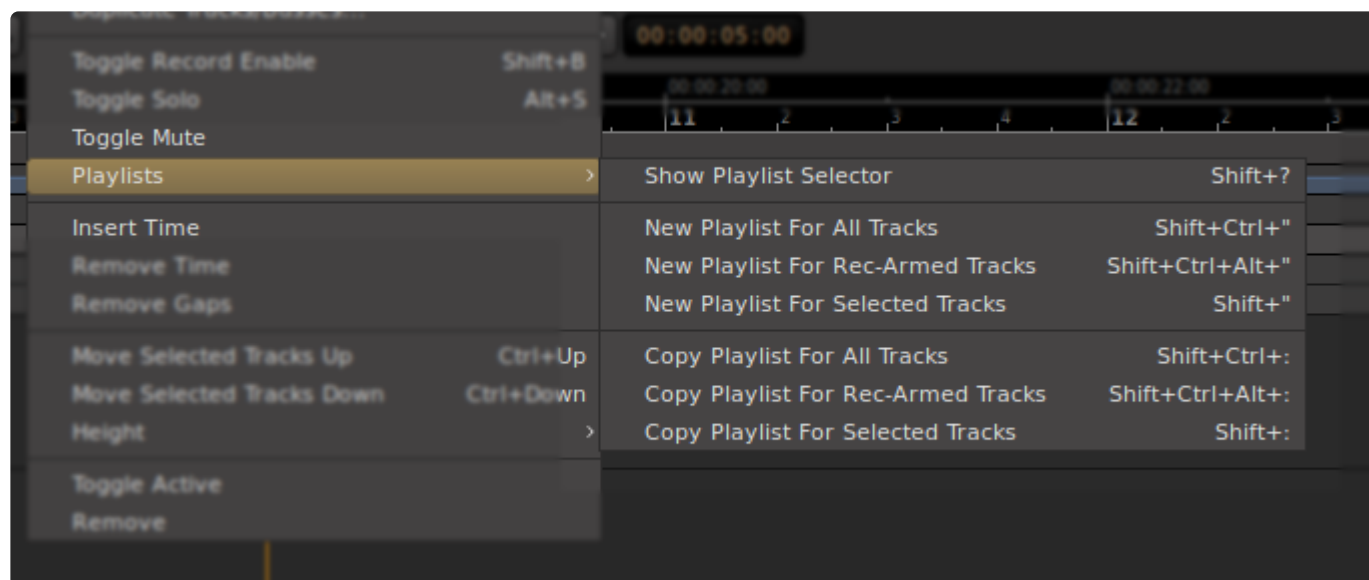 Duplicate Tracks/Busses...
00:00:05:00
Toggle Record Enable Shift+B
00:00:20:00 00:00:22:00
Toggle Solo Alt+S
11 2 3 4 12 2 3
Toggle Mute
Playlists >
Show Playlist Selector Shift+?
Insert Time
New Playlist For All Tracks Shift+Ctrl+"
Remove Time
New Playlist For Rec-Armed Tracks Shift+Ctrl+Alt+"
Remove Gaps
New Playlist For Selected Tracks Shift+"
Move Selected Tracks Up Ctrl+Up
Copy Playlist For All Tracks Shift+Ctrl+:
Move Selected Tracks Down Ctrl+Down
Copy Playlist For Rec-Armed Tracks Shift+Ctrl+Alt+:
Height >
Copy Playlist For Selected Tracks Shift+:
Toggle Active
Remove